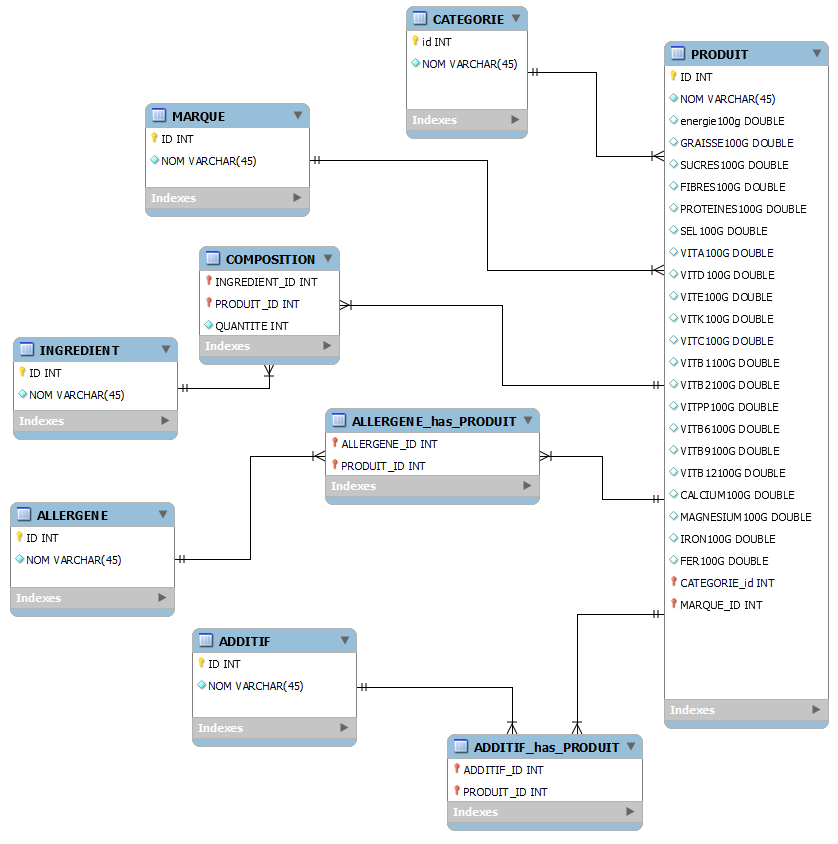 CATEGORIE
id INT
NOM VARCHAR(45)
Indexes
PRODUIT
ID INT
NOM VARCHAR(45)
energie100g DOUBLE
GRAISSE100G DOUBLE
SUCRES100G DOUBLE
FIBRES100G DOUBLE
PROTEINES100G DOUBLE
SEL100G DOUBLE
VITA100G DOUBLE
VITD100G DOUBLE
VITE100G DOUBLE
VITK100G DOUBLE
VITC100G DOUBLE
VITB1100G DOUBLE
VITB2100G DOUBLE
VITPP100G DOUBLE
VITB6100G DOUBLE
VITB9100G DOUBLE
VITB12100G DOUBLE
CALCIUM100G DOUBLE
MAGNESIUM100G DOUBLE
IRON100G DOUBLE
FER100G DOUBLE
CATEGORIE_id INT
MARQUE_ID INT
Indexes
MARQUE
ID INT
NOM VARCHAR(45)
Indexes
COMPOSITION
INGREDIENT_ID INT
PRODUIT_ID INT
QUANTITE INT
Indexes
INGREDIENT
ID INT
NOM VARCHAR(45)
Indexes
ALLERGENE_has_PRODUIT
ALLERGENE_ID INT
PRODUIT_ID INT
Indexes
ALLERGENE
ID INT
NOM VARCHAR(45)
Indexes
ADDITIF
ID INT
NOM VARCHAR(45)
Indexes
ADDITIF_has_PRODUIT
ADDITIF_ID INT
PRODUIT_ID INT
Indexes